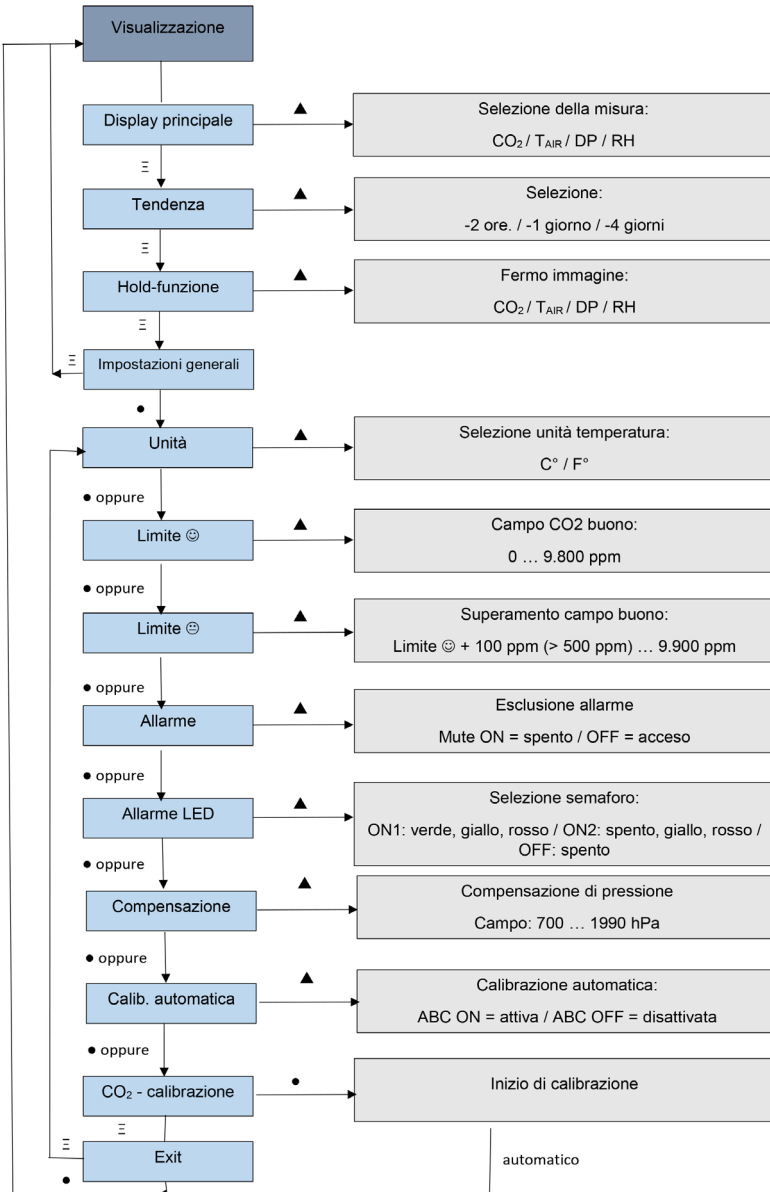 Visualizzazione
Display principale
▲
Selezione della misura:
CO₂ / TAIR / DP / RH
Ξ
Tendenza
▲
Selezione:
-2 ore. / -1 giorno / -4 giorni
Ξ
Hold-funzione
▲
Fermo immagine:
CO₂ / TAIR / DP / RH
Ξ
Ξ
Impostazioni generali
●
Unità
▲
Selezione unità temperatura:
C° / F°
● oppure
Limite ☺
▲
Campo CO2 buono:
0 … 9.800 ppm
● oppure
Limite 😐
▲
Superamento campo buono:
Limite ☺ + 100 ppm (> 500 ppm) … 9.900 ppm
● oppure
Allarme
▲
Esclusione allarme
Mute ON = spento / OFF = acceso
● oppure
Allarme LED
▲
Selezione semaforo:
ON1: verde, giallo, rosso / ON2: spento, giallo, rosso /
OFF: spento
● oppure
Compensazione
▲
Compensazione di pressione
Campo: 700 … 1990 hPa
● oppure
Calib. automatica
▲
Calibrazione automatica:
ABC ON = attiva / ABC OFF = disattivata
● oppure
CO₂ - calibrazione
●
Inizio di calibrazione
Ξ
Ξ
Exit
automatico
●